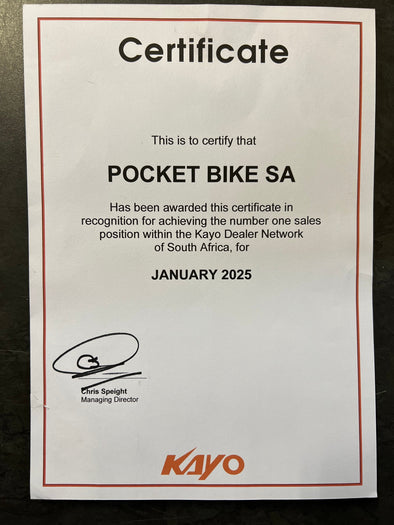 Certificate
This is to certify that
POCKET BIKE SA
Has been awarded this certificate in
recognition for achieving the number one sales
position within the Kayo Dealer Network
of South Africa, for
JANUARY 2025
Chris Speight
Managing Director
KAYO